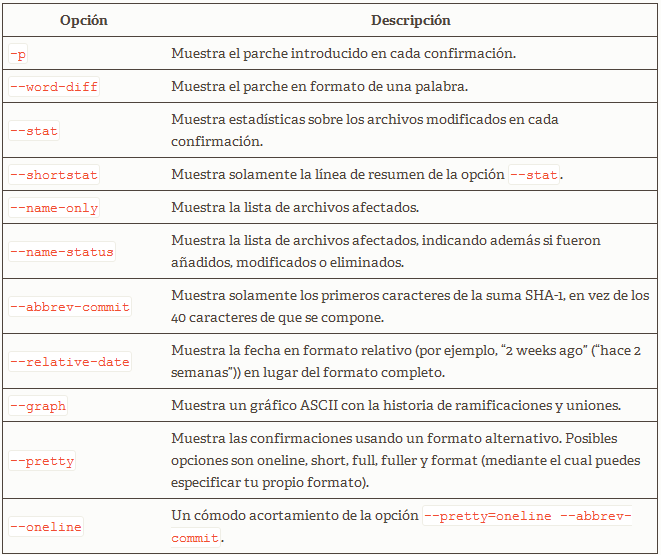 Opción Descripción
-p Muestra el parche introducido en cada confirmación.
--word-diff Muestra el parche en formato de una palabra.
--stat Muestra estadísticas sobre los archivos modificados en cada
confirmación.
--shortstat Muestra solamente la línea de resumen de la opción --stat.
--name-only Muestra la lista de archivos afectados.
--name-status Muestra la lista de archivos afectados, indicando además si fueron
añadidos, modificados o eliminados.
--abbrev-commit Muestra solamente los primeros caracteres de la suma SHA-1, en vez de los
40 caracteres de que se compone.
--relative-date Muestra la fecha en formato relativo (por ejemplo, “2 weeks ago” (“hace 2
semanas”)) en lugar del formato completo.
--graph Muestra un gráfico ASCII con la historia de ramificaciones y uniones.
--pretty Muestra las confirmaciones usando un formato alternativo. Posibles
opciones son oneline, short, full, fuller y format (mediante el cual puedes
especificar tu propio formato).
--oneline Un cómodo acortamiento de la opción --pretty=oneline --abbrev-
commit.